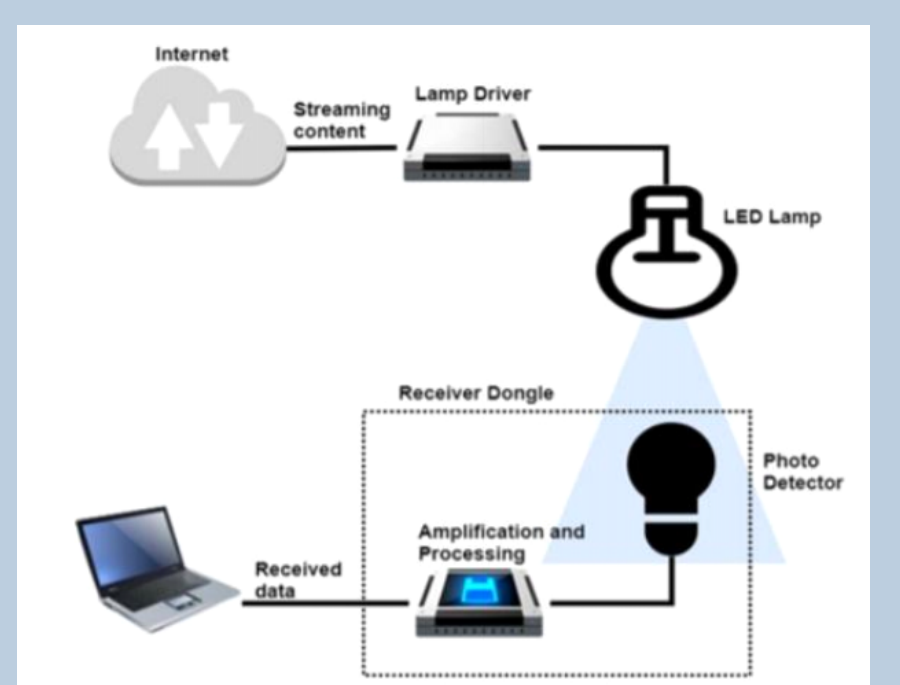 Internet
Lamp Driver
Streaming
content
LED Lamp
Receiver Dongle
Photo
Detector
Amplification and
Processing
Received
data